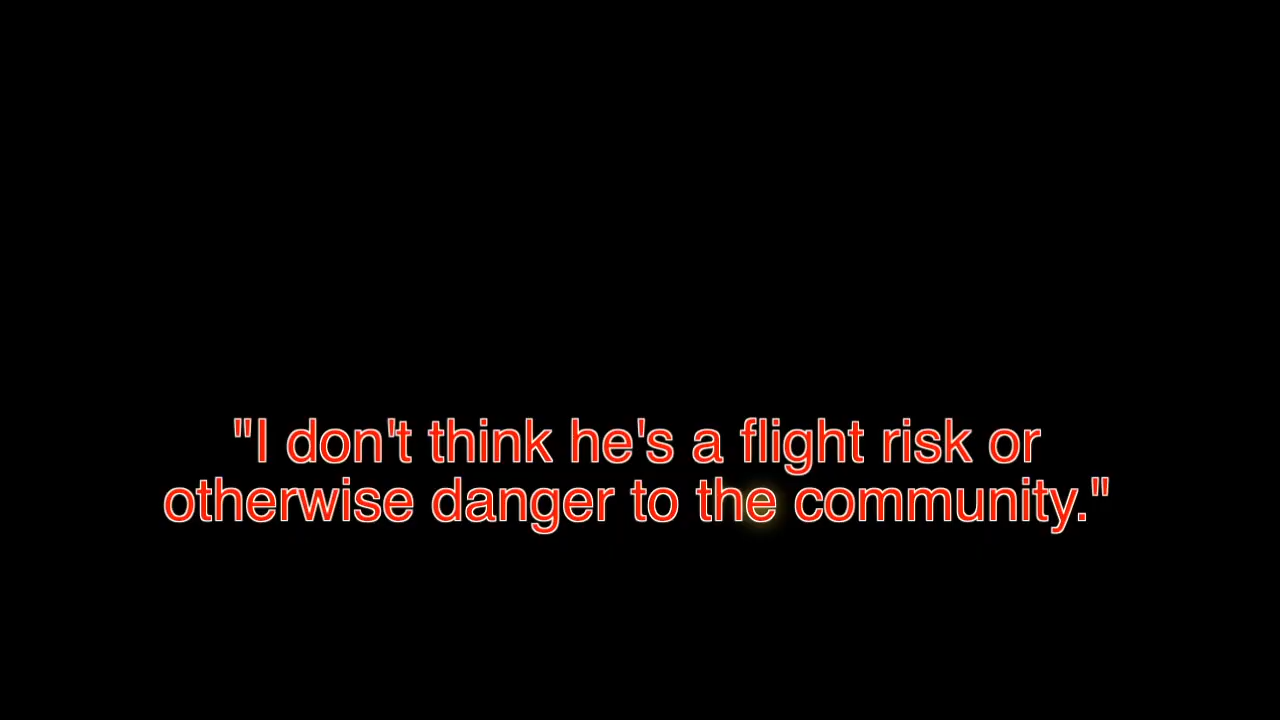 "I don't think he's a flight risk or
otherwise danger to the community."